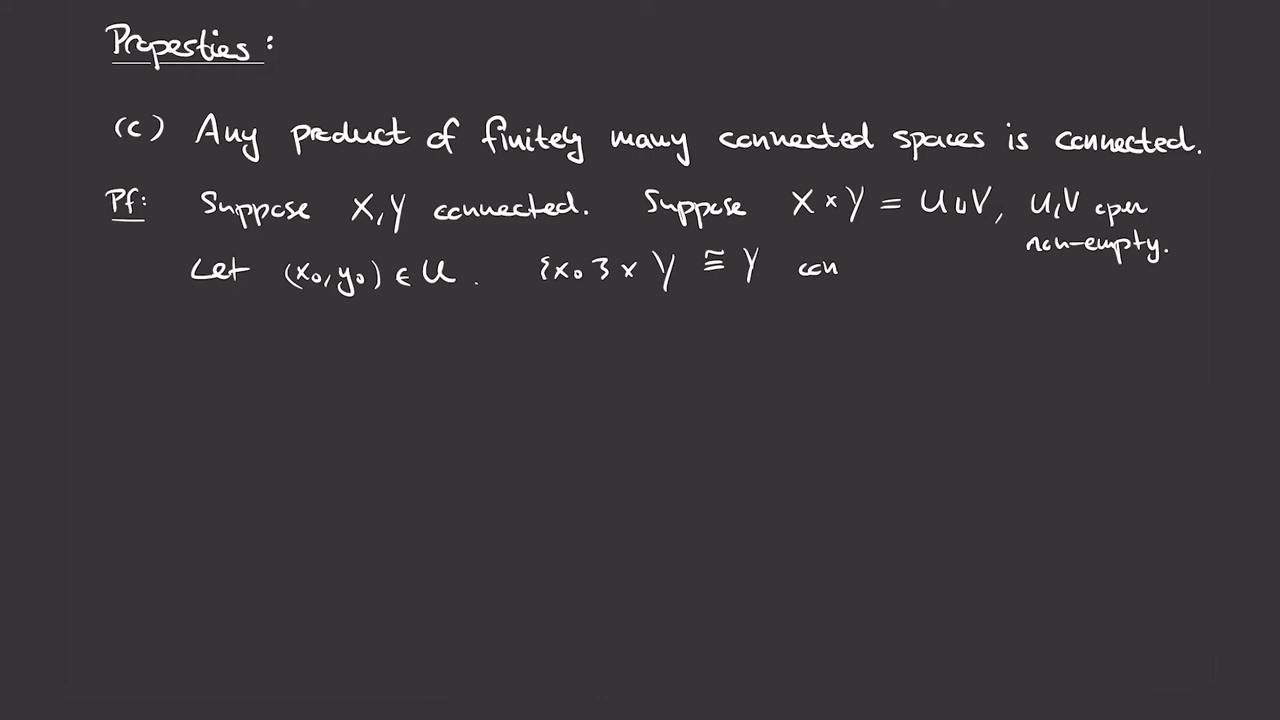 Properties:
(c) Any product of finitely many connected spaces is connected.
Pf: Suppose X, Y connected. Suppose X × Y = U ∪ V, U, V open
non-empty.
Let (x₀, y₀) ∈ U. {x₀} × Y ≅ Y con